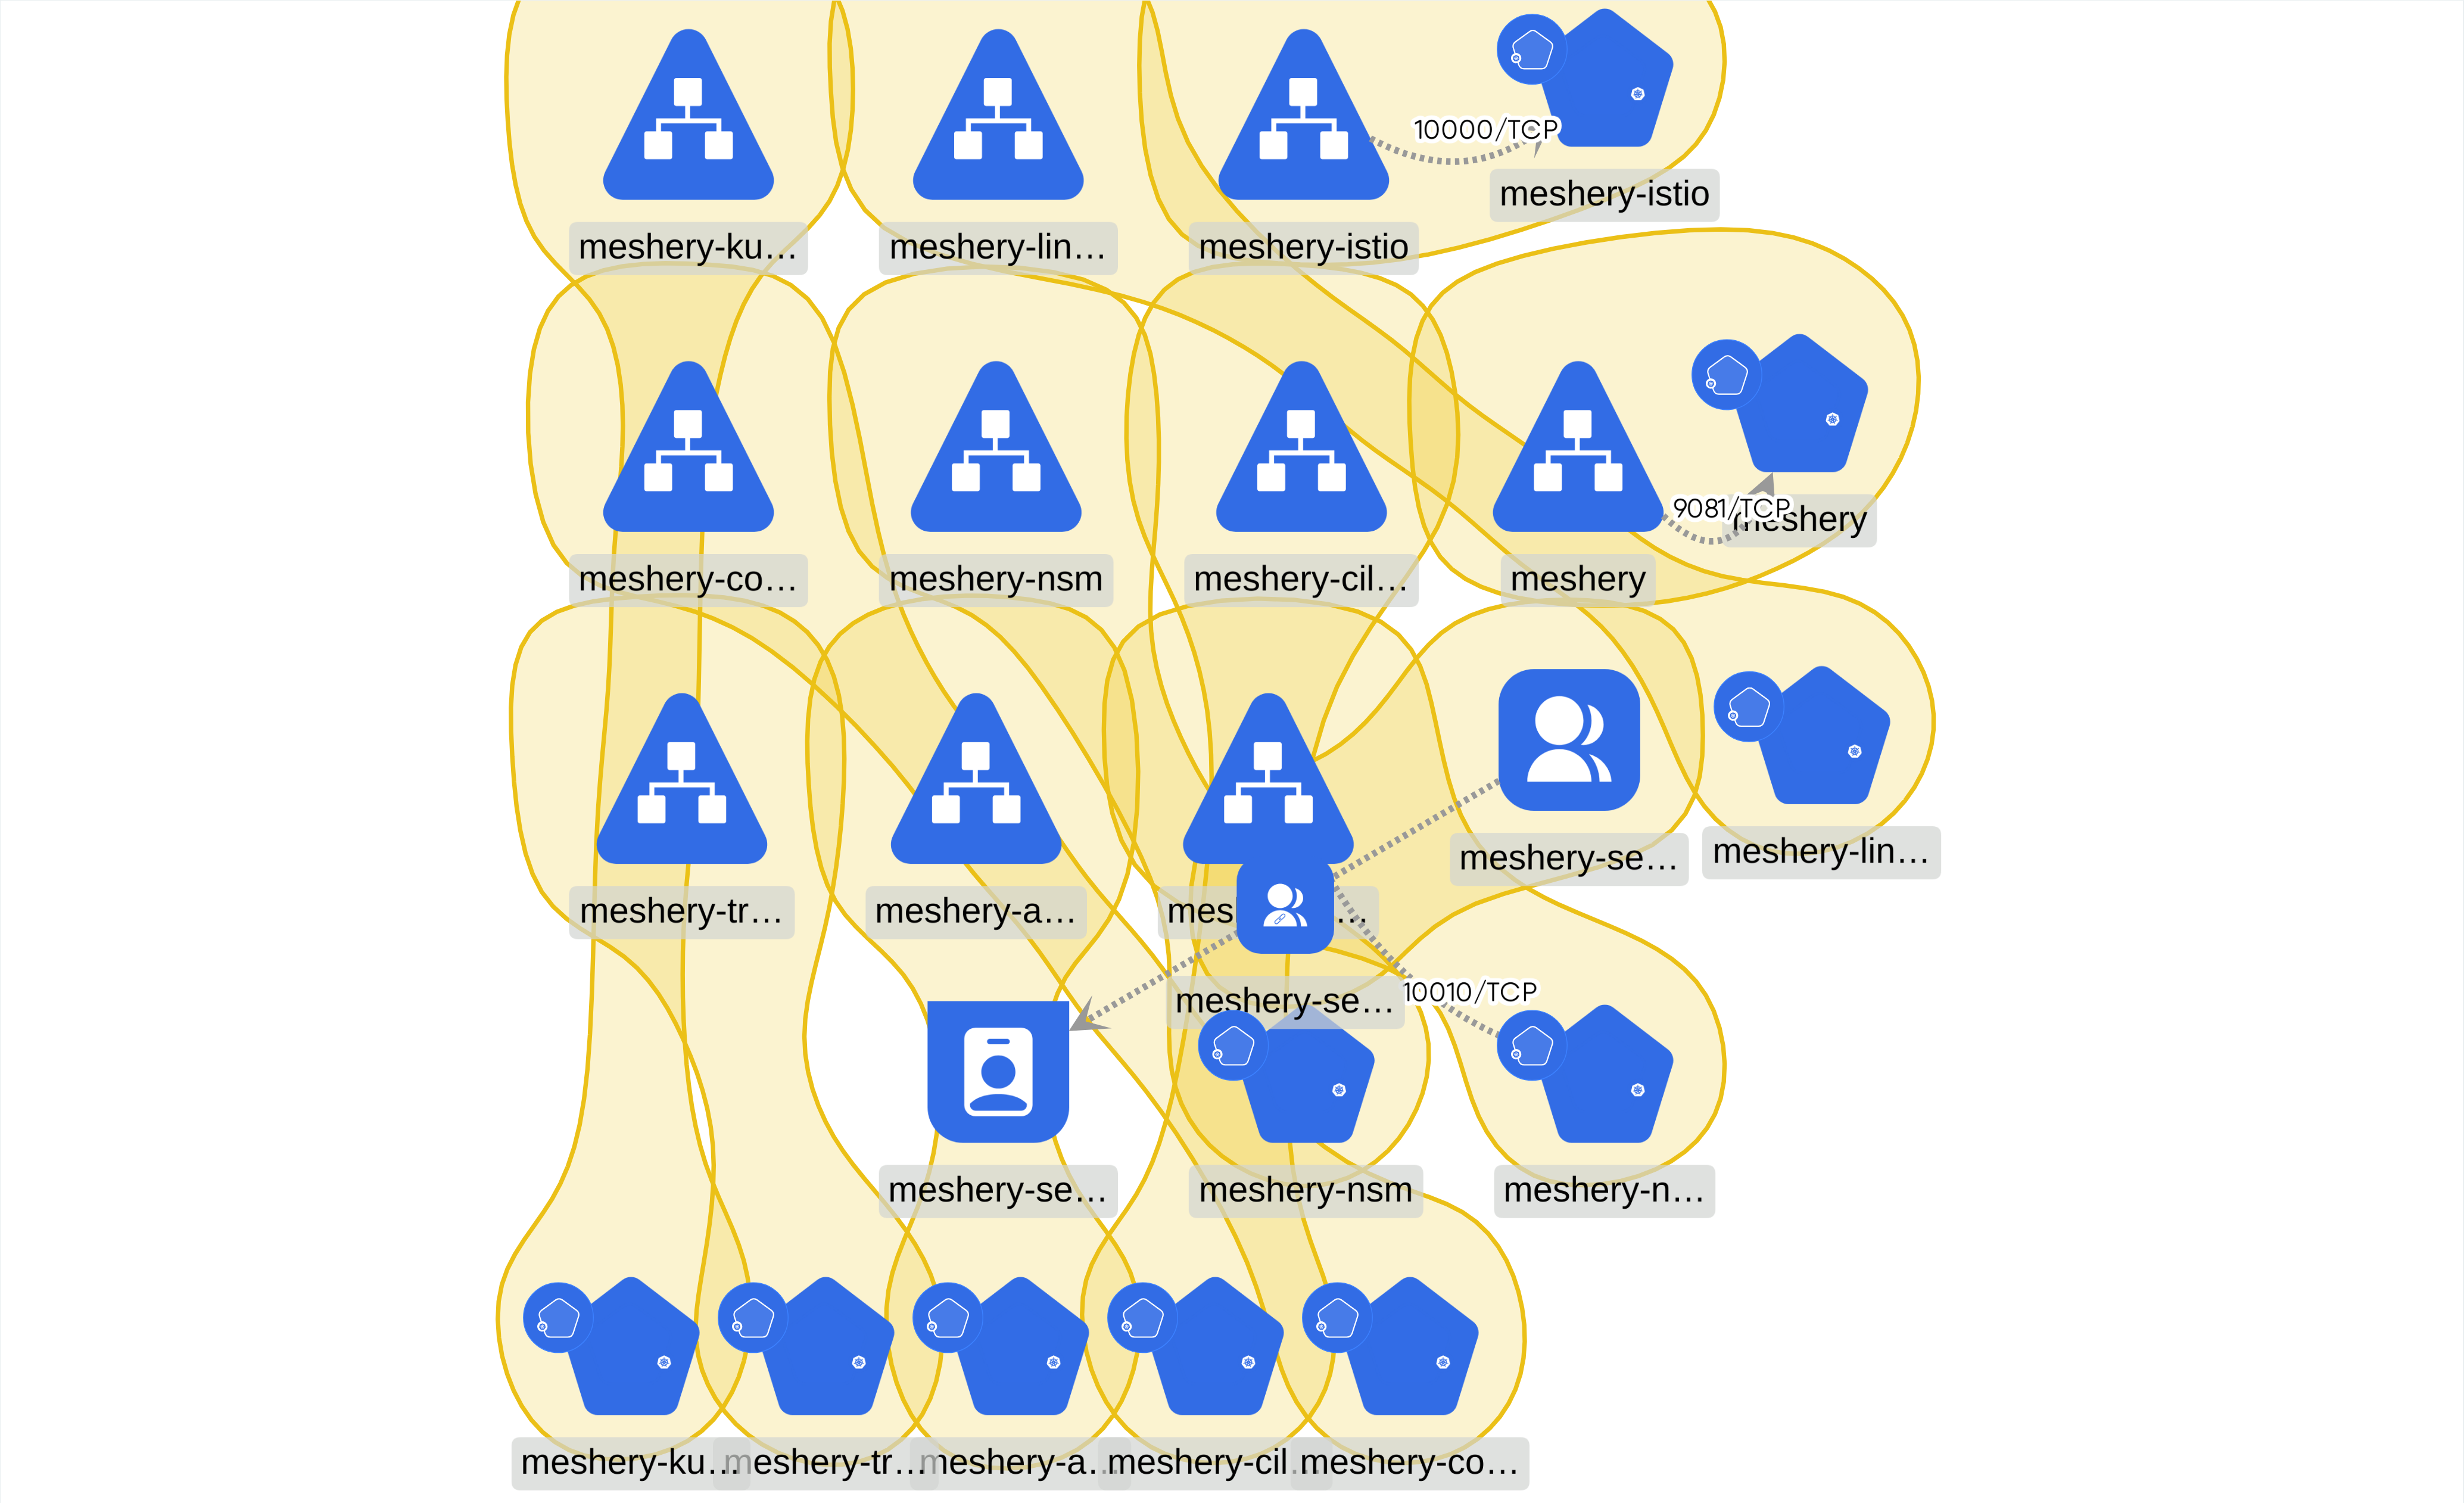 10000/TCP
meshery-istio
meshery-ku…
meshery-lin…
meshery-istio
9081/TCP
meshery
meshery-co…
meshery-nsm
meshery-cil…
meshery
meshery-se…
meshery-lin…
meshery-tr…
meshery-a…
mes
…
meshery-se…
10010/TCP
meshery-se…
meshery-nsm
meshery-n…
meshery-ku…
meshery-tr…
meshery-a…
meshery-cil…
meshery-co…